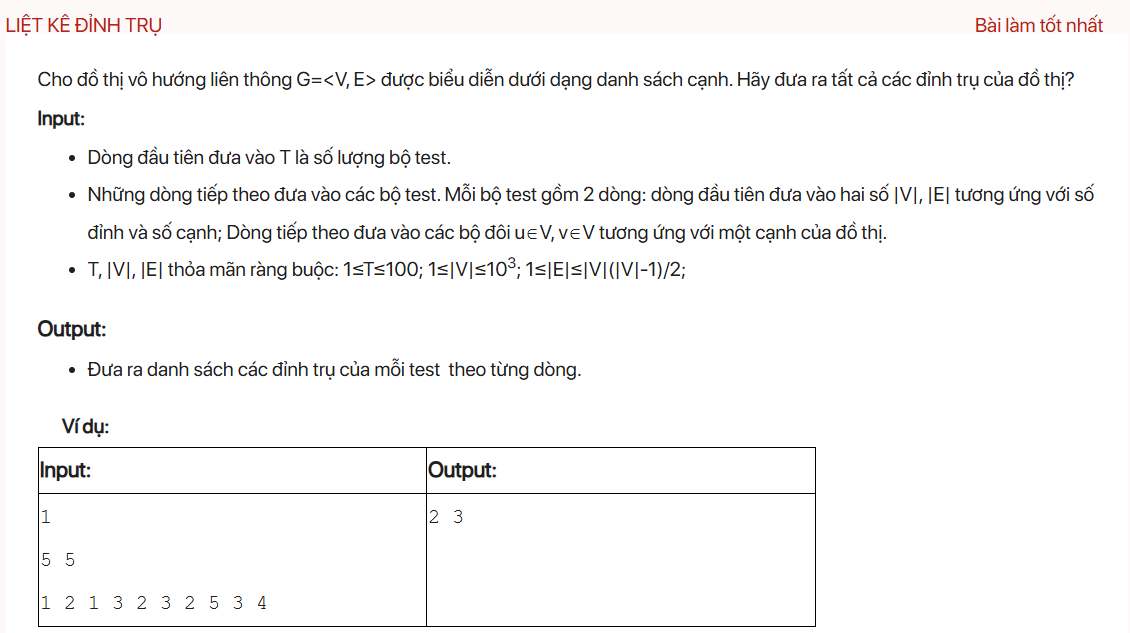 LIỆT KÊ ĐỈNH TRỤ
Bài làm tốt nhất
Cho đồ thị vô hướng liên thông G=<V, E> được biểu diễn dưới dạng danh sách cạnh. Hãy đưa ra tất cả các đỉnh trụ của đồ thị?
Input:
• Dòng đầu tiên đưa vào T là số lượng bộ test.
• Những dòng tiếp theo đưa vào các bộ test. Mỗi bộ test gồm 2 dòng: dòng đầu tiên đưa vào hai số |V|, |E| tương ứng với số
đỉnh và số cạnh; Dòng tiếp theo đưa vào các bộ đôi u∈V, v∈V tương ứng với một cạnh của đồ thị.
• T, |V|, |E| thỏa mãn ràng buộc: 1≤T≤100; 1≤|V|≤10³; 1≤|E|≤|V|(|V|-1)/2;
Output:
• Đưa ra danh sách các đỉnh trụ của mỗi test theo từng dòng.
Ví dụ:
Input:
Output:
1
2 3
5 5
1 2 1 3 2 3 2 5 3 4